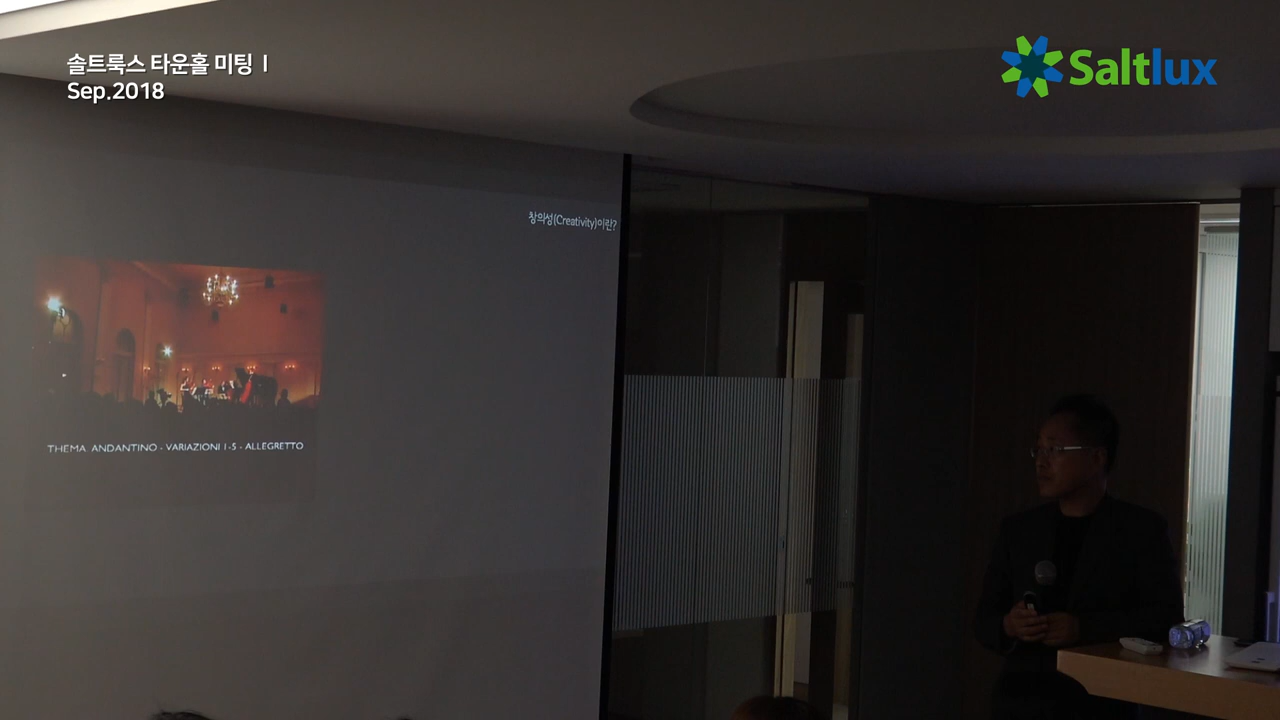 솔트룩스 타운홀 미팅 I
Sep.2018
Saltlux
창의성(Creativity)이란?
THEMA ANDANTINO - VARIAZIONI 1-5 - ALLEGRETTO